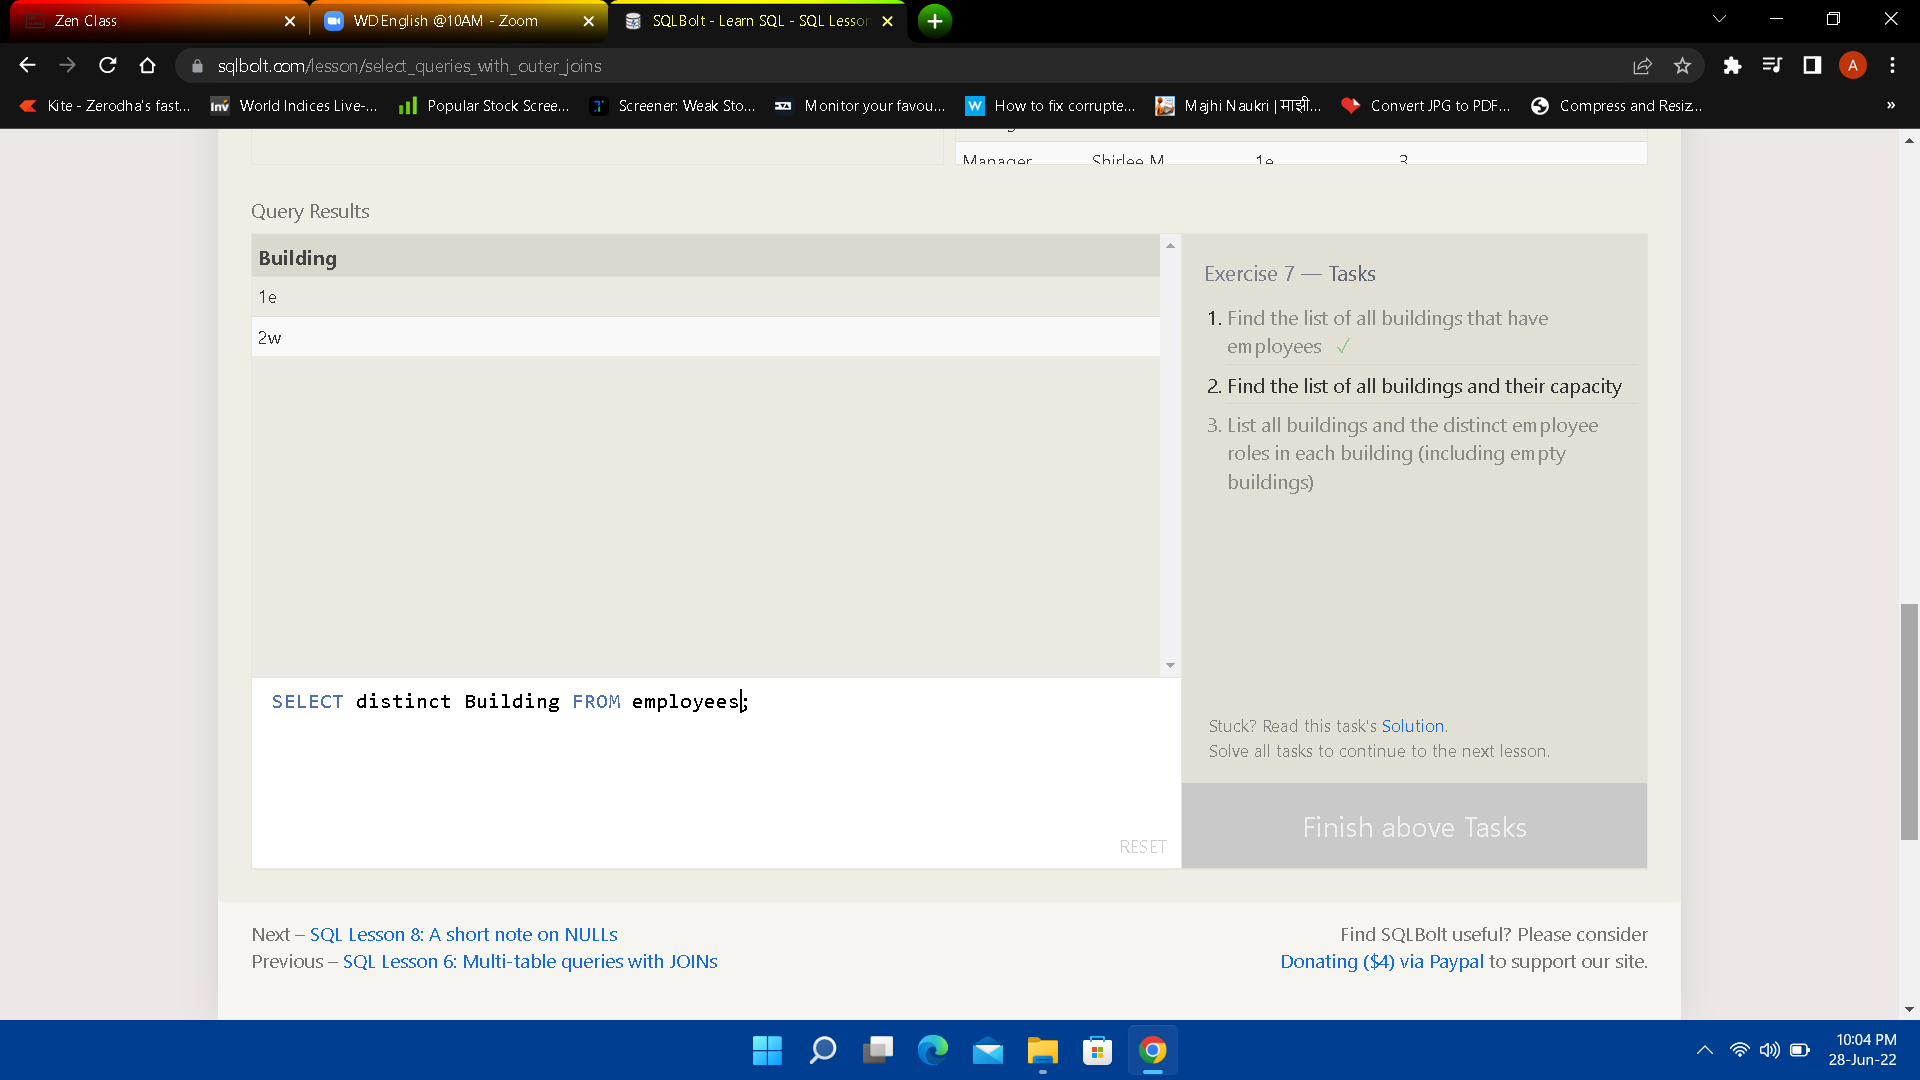 Zen Class
WD English @10AM - Zoom
SQLBolt - Learn SQL - SQL Lesson
sqlbolt.com/lesson/select_queries_with_outer_joins
A
Kite - Zerodha's fast...
Inv World Indices Live-...
Popular Stock Scree...
Screener: Weak Sto...
Monitor your favou...
W How to fix corrupte...
Majhi Naukri | माझी...
Convert JPG to PDF...
Compress and Resiz...
»
Manager Shirlee M. 1e 3
Query Results
Building
1e
2w
Exercise 7 — Tasks
1. Find the list of all buildings that have
employees ✓
2. Find the list of all buildings and their capacity
3. List all buildings and the distinct employee
roles in each building (including empty
buildings)
SELECT distinct Building FROM employees;
RESET
Stuck? Read this task's Solution.
Solve all tasks to continue to the next lesson.
Finish above Tasks
Next – SQL Lesson 8: A short note on NULLs
Previous – SQL Lesson 6: Multi-table queries with JOINs
Find SQLBolt useful? Please consider
Donating ($4) via Paypal to support our site.
10:04 PM
28-Jun-22